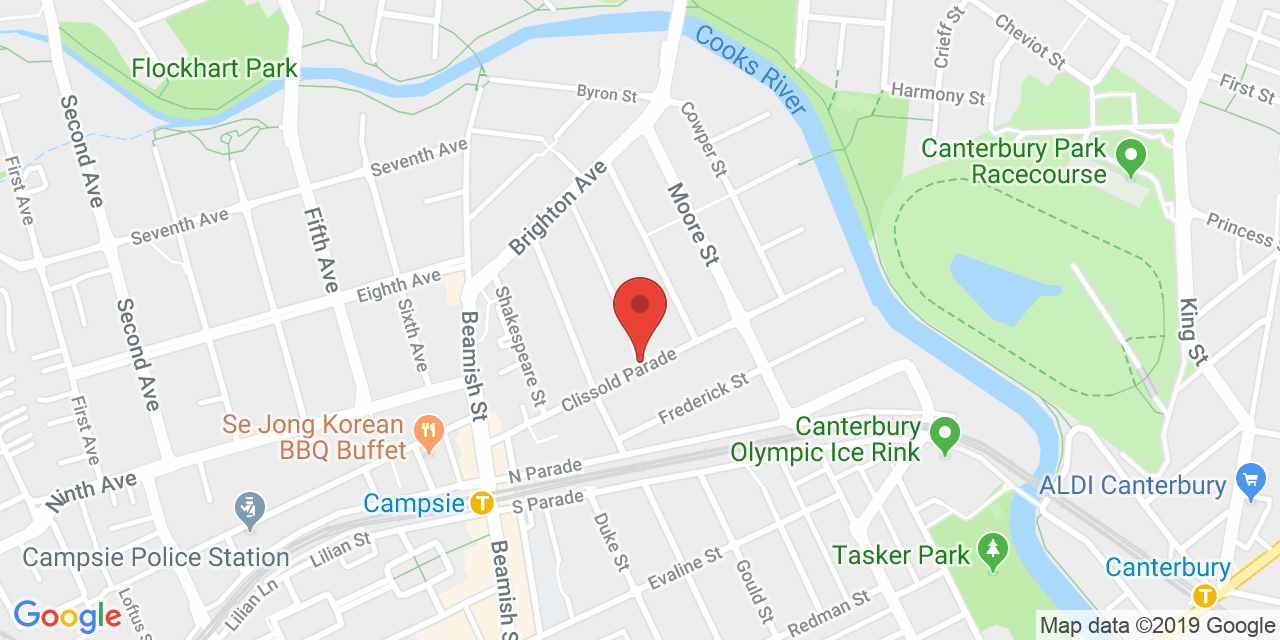 Cooks River
Crieff St
Cheviot St
Flockhart Park
First St
Byron St
Harmony St
Second Ave
Cowper St
Seventh Ave
Canterbury Park
Racecourse
First Ave
Brighton Ave
Moore St
Seventh Ave
Fifth Ave
Princess S
Eighth Ave
Sixth Ave
Shakespeare St
Second Ave
Beamish St
King St
Clissold Parade
Frederick St
First Ave
Se Jong Korean
BBQ Buffet
Canterbury
Olympic Ice Rink
N Parade
Ninth Ave
Campsie
T
S Parade
ALDI Canterbury
Campsie Police Station
Lilian St
Duke St
Beamish S
Evaline St
Tasker Park
Gould St
Canterbury
T
Loftus S
Lilian Ln
Redman St
Google
Map data ©2019 Google